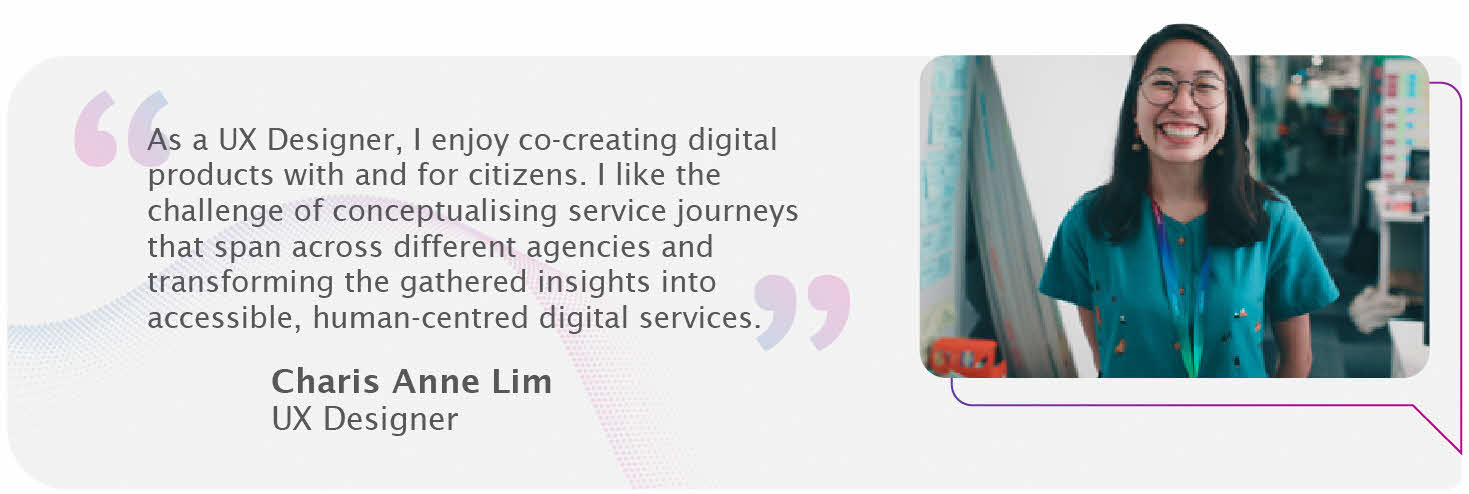 As a UX Designer, I enjoy co-creating digital
products with and for citizens. I like the
challenge of conceptualising service journeys
that span across different agencies and
transforming the gathered insights into
accessible, human-centred digital services.
Charis Anne Lim
UX Designer